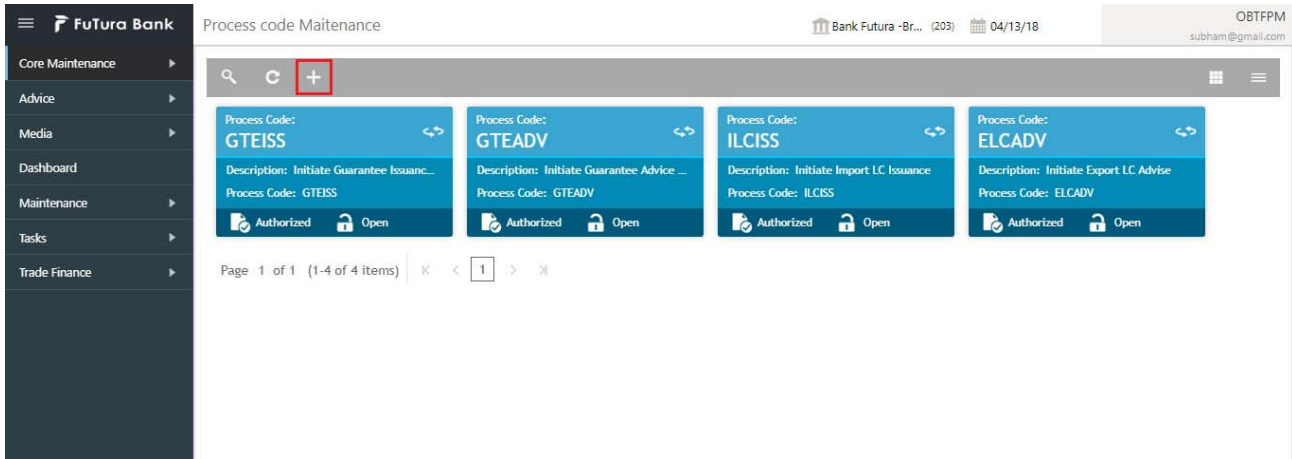 FuTura Bank
Process code Maitenance
Bank Futura -Br... (203)
04/13/18
OBTFPM
subham@gmail.com
Core Maintenance
Advice
Media
Dashboard
Maintenance
Tasks
Trade Finance
Process Code:
GTEISS
Description: Initiate Guarantee Issuanc...
Process Code: GTEISS
Authorized Open
Process Code:
GTEADV
Description: Initiate Guarantee Advice ...
Process Code: GTEADV
Authorized Open
Process Code:
ILCISS
Description: Initiate Import LC Issuance
Process Code: ILCISS
Authorized Open
Process Code:
ELCADV
Description: Initiate Export LC Advise
Process Code: ELCADV
Authorized Open
Page 1 of 1 (1-4 of 4 items) 1